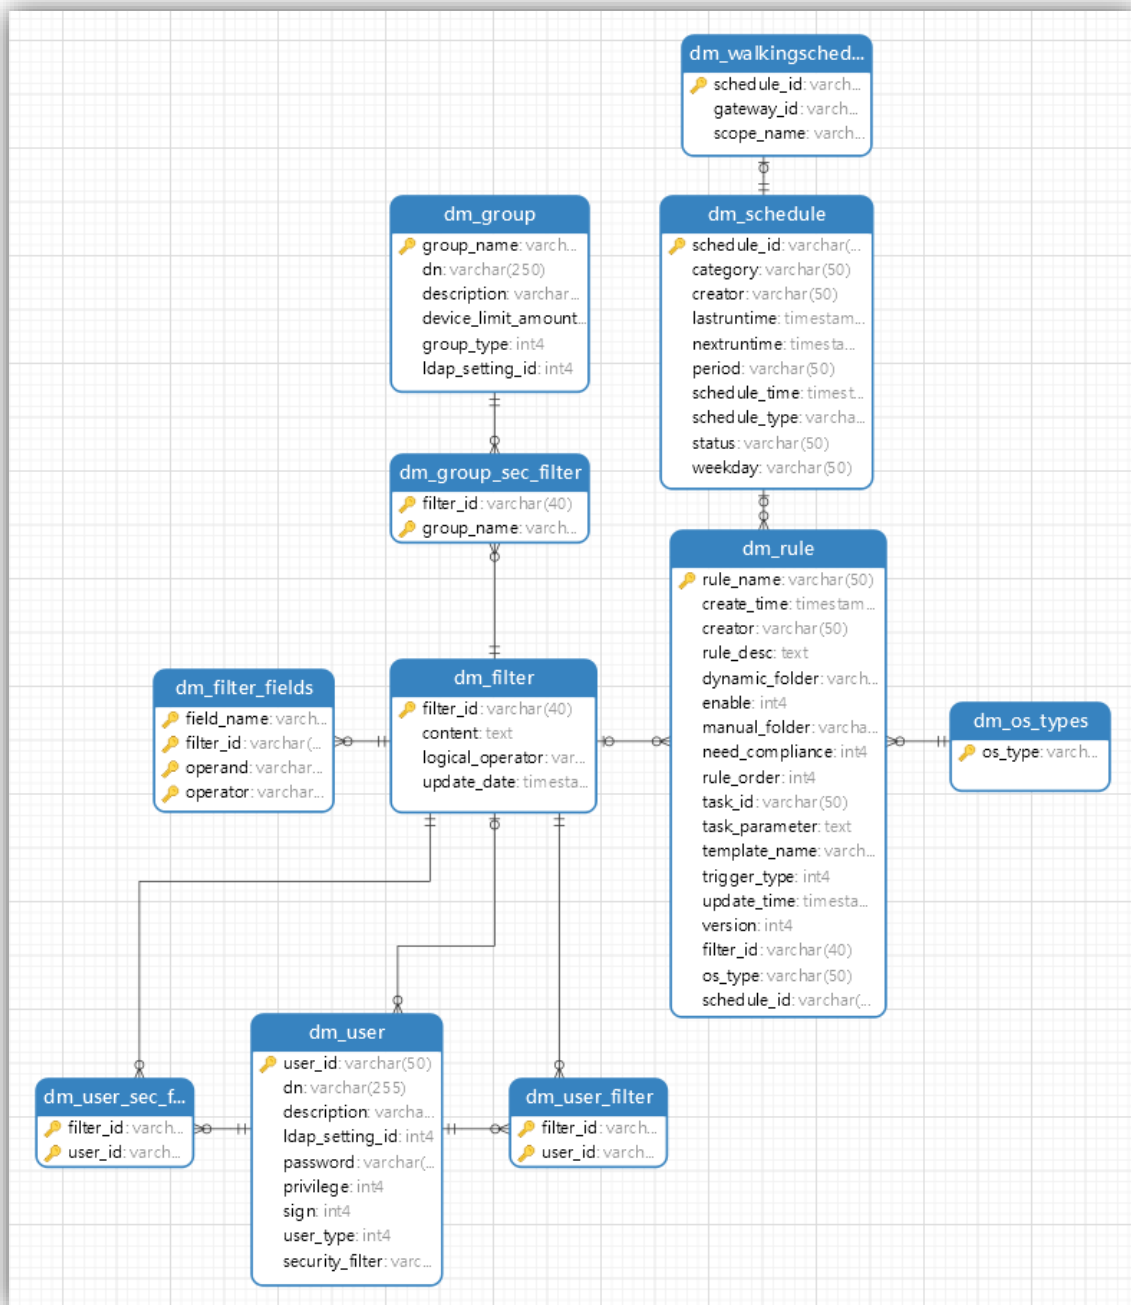 dm_walkingsched...
schedule_id: varch...
gateway_id: varch...
scope_name: varch...
dm_group
group_name: varch...
dn: varchar(250)
description: varchar...
device_limit_amount...
group_type: int4
ldap_setting_id: int4
dm_schedule
schedule_id: varchar(...
category: varchar(50)
creator: varchar(50)
lastruntime: timestam...
nextruntime: timesta...
period: varchar(50)
schedule_time: timest...
schedule_type: varcha...
status: varchar(50)
weekday: varchar(50)
dm_group_sec_filter
filter_id: varchar(40)
group_name: varch...
dm_rule
rule_name: varchar(50)
create_time: timestam...
creator: varchar(50)
rule_desc: text
dynamic_folder: varch...
enable: int4
manual_folder: varcha...
need_compliance: int4
rule_order: int4
task_id: varchar(50)
task_parameter: text
template_name: varch...
trigger_type: int4
update_time: timesta...
version: int4
filter_id: varchar(40)
os_type: varchar(50)
schedule_id: varchar(...
dm_filter_fields
field_name: varch...
filter_id: varchar(...
operand: varchar...
operator: varchar...
dm_filter
filter_id: varchar(40)
content: text
logical_operator: var...
update_date: timesta...
dm_os_types
os_type: varch...
dm_user_sec_f...
filter_id: varch...
user_id: varch...
dm_user
user_id: varchar(50)
dn: varchar(255)
description: varcha...
ldap_setting_id: int4
password: varchar(...
privilege: int4
sign: int4
user_type: int4
security_filter: varc...
dm_user_filter
filter_id: varch...
user_id: varch...